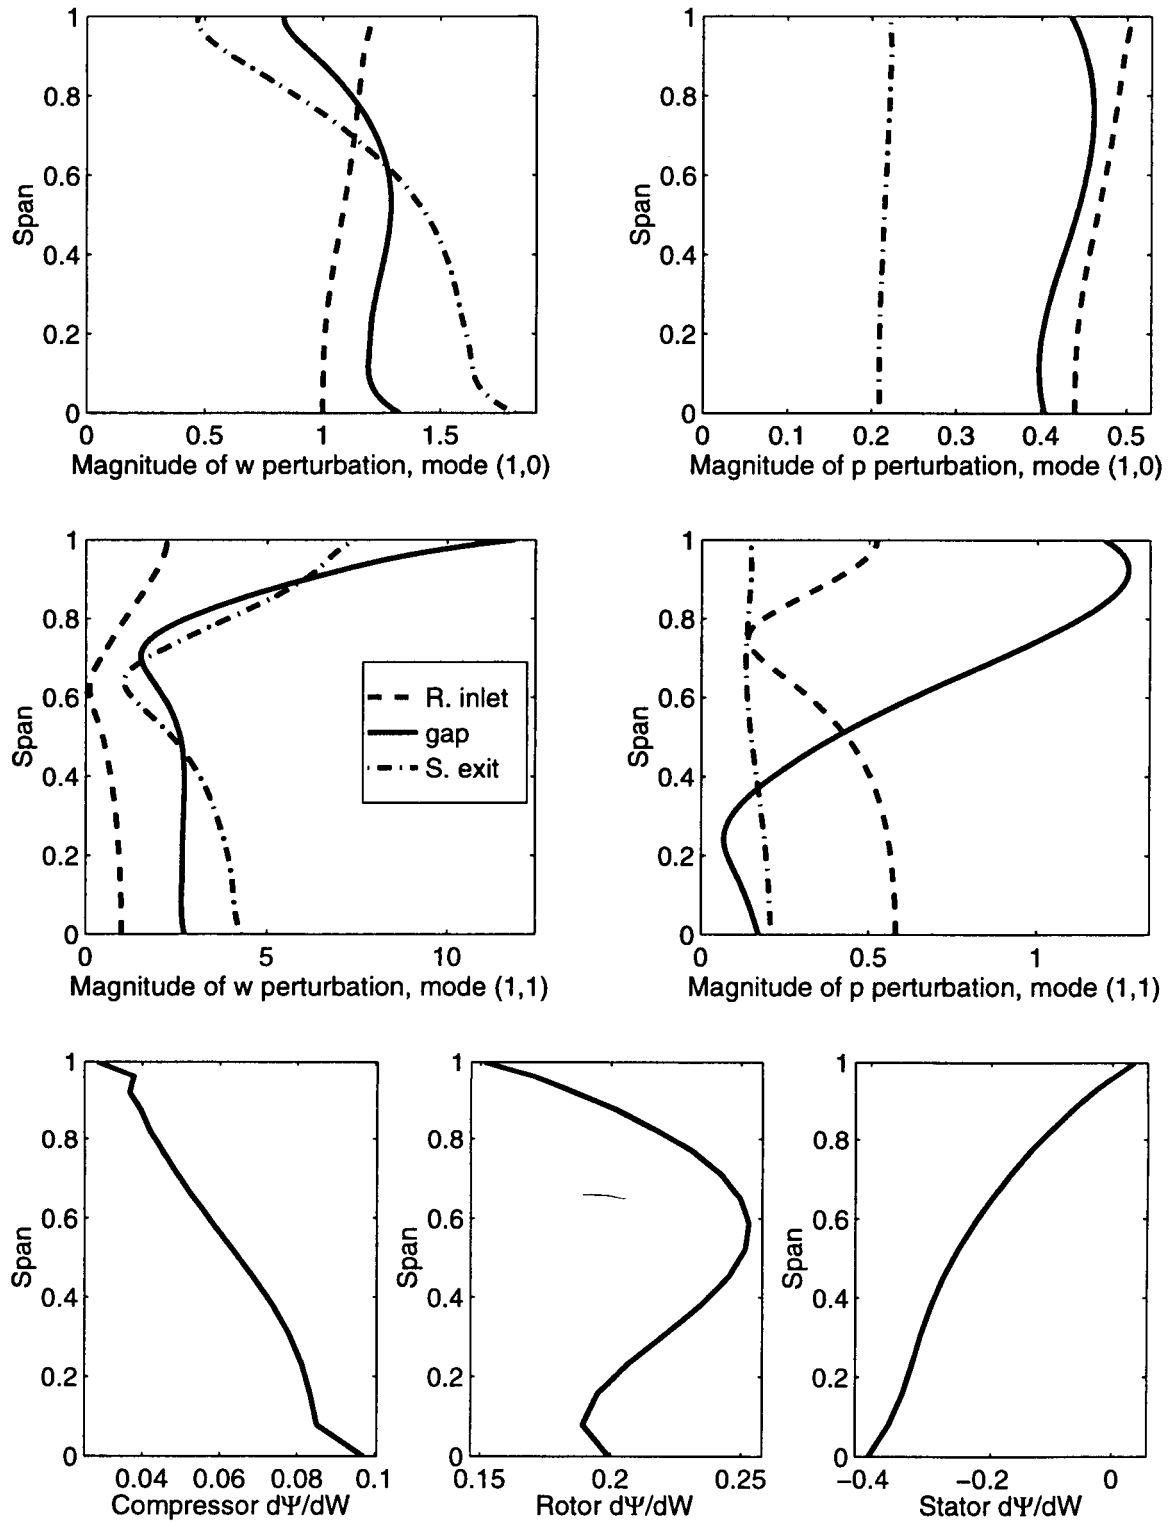 1
0.8
0.6
0.4
0.2
0
Span
0 0.5 1 1.5
Magnitude of w perturbation, mode (1,0)
1
0.8
0.6
0.4
0.2
0
Span
0 0.1 0.2 0.3 0.4 0.5
Magnitude of p perturbation, mode (1,0)
1
0.8
0.6
0.4
0.2
0
Span
R. inlet
gap
S. exit
0 5 10
Magnitude of w perturbation, mode (1,1)
1
0.8
0.6
0.4
0.2
0
Span
0 0.5 1
Magnitude of p perturbation, mode (1,1)
1
0.8
0.6
0.4
0.2
0
Span
0.04 0.06 0.08 0.1
Compressor dΨ/dW
1
0.8
0.6
0.4
0.2
0
Span
0.15 0.2 0.25
Rotor dΨ/dW
1
0.8
0.6
0.4
0.2
0
Span
−0.4 −0.2 0
Stator dΨ/dW